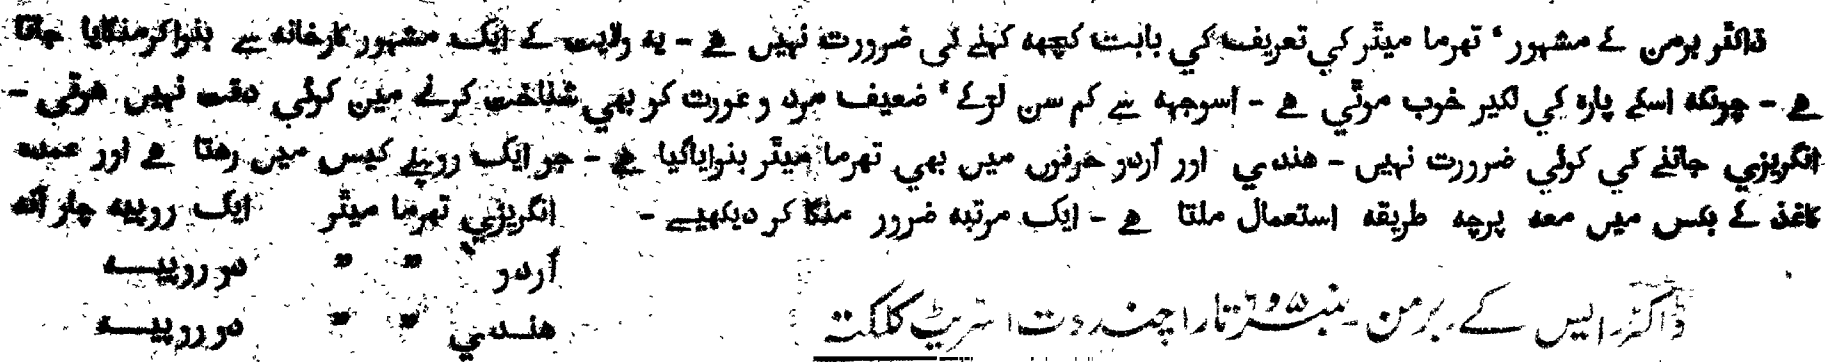 ڈاکٹر برمن کے مشہور ' تھرما میٹر کی تعریف کی بابت کچھہ کہنے کی ضرورت نہیں ہے - یہ ولایت کے ایک مشہور کارخانہ سے بنواکر منگایا جاتا
ہے - چونکہ اسکے پارہ کی لکیر خوب موٹی ہے - اسوجہہ سے کم سن لڑکے ' ضعیف مرد و عورت کو بھی شناخت کرنے میں کوئی دقت نہیں ہوتی -
انگریزی جاننے کی کوئی ضرورت نہیں - ہندی اور اُردو حرفوں میں بھی تھرما میٹر بنوایاگیا ہے - جو ایک روپلے کیس میں رہتا ہے اور عمدہ
کاغذ کے بکس میں معہ پرچہ طریقہ استعمال ملتا ہے - ایک مرتبہ ضرور منگا کر دیکھیے -
انگریزی تھرما میٹر ایک روپیہ چار آنہ
اُردو " " دو روپیہ
ہندی " " دو روپیہ
ڈاکٹر ایس کے - برمن - نمبر ۵ و ۶ تارا چند دت اسٹریٹ کلکتہ